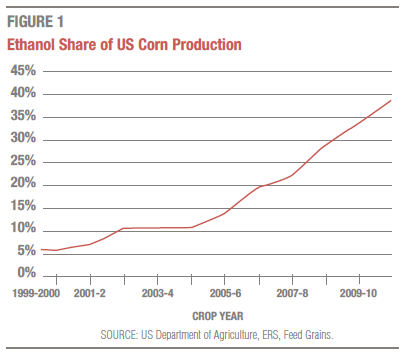 FIGURE 1
Ethanol Share of US Corn Production
45%
40%
35%
30%
25%
20%
15%
10%
5%
0%
1999-2000 2001-2 2003-4 2005-6 2007-8 2009-10
CROP YEAR
SOURCE: US Department of Agriculture, ERS, Feed Grains.